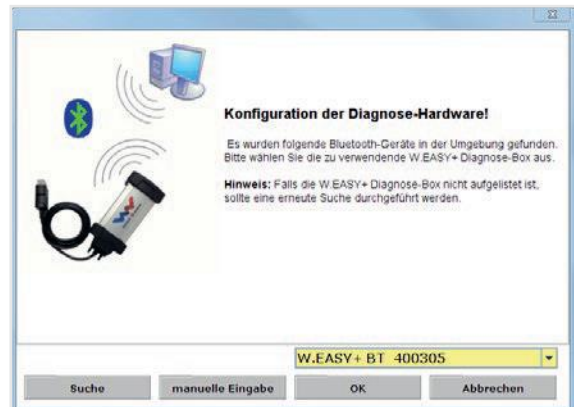 Konfiguration der Diagnose-Hardware!
Es wurden folgende Bluetooth-Geräte in der Umgebung gefunden.
Bitte wählen Sie die zu verwendende W.EASY+ Diagnose-Box aus.
Hinweis: Falls die W.EASY+ Diagnose-Box nicht aufgelistet ist,
sollte eine erneute Suche durchgeführt werden.
W.EASY+ BT 400305
Suche
manuelle Eingabe
OK
Abbrechen